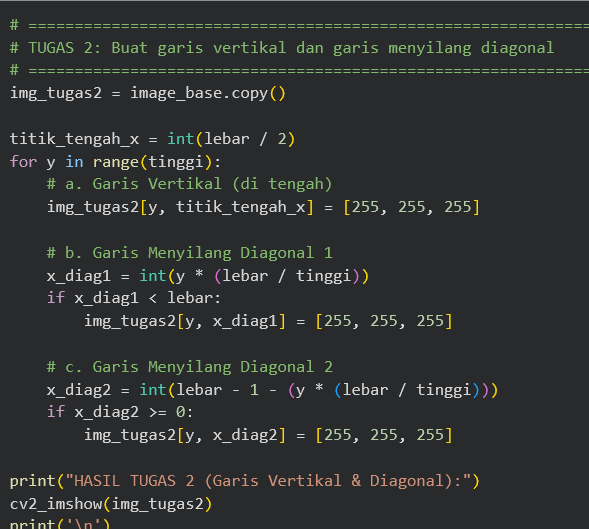 # ============================================================
# TUGAS 2: Buat garis vertikal dan garis menyilang diagonal
# ============================================================
img_tugas2 = image_base.copy()
titik_tengah_x = int(lebar / 2)
for y in range(tinggi):
    # a. Garis Vertikal (di tengah)
    img_tugas2[y, titik_tengah_x] = [255, 255, 255]
    # b. Garis Menyilang Diagonal 1
    x_diag1 = int(y * (lebar / tinggi))
    if x_diag1 < lebar:
        img_tugas2[y, x_diag1] = [255, 255, 255]
    # c. Garis Menyilang Diagonal 2
    x_diag2 = int(lebar - 1 - (y * (lebar / tinggi)))
    if x_diag2 >= 0:
        img_tugas2[y, x_diag2] = [255, 255, 255]
print("HASIL TUGAS 2 (Garis Vertikal & Diagonal):")
cv2_imshow(img_tugas2)
print('\n')